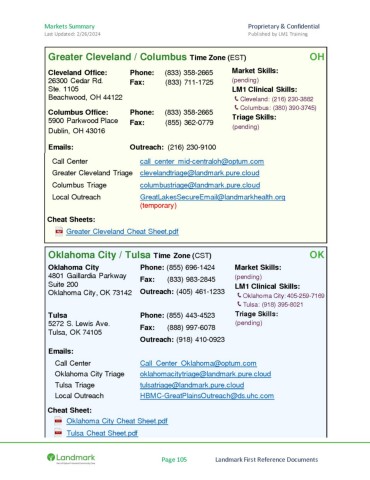 Markets Summary Proprietary & Confidential
Last Updated: 2/26/2024 Published by LM1 Training
Greater Cleveland / Columbus Time Zone (EST) OH
Cleveland Office: Phone: (833) 358-2665 Market Skills:
26300 Cedar Rd. Fax: (833) 711-1725 (pending)
Ste. 1105 LM1 Clinical Skills:
Beachwood, OH 44122 Cleveland: (216) 230-3882
Columbus Office: Phone: (833) 358-2665 Columbus: (380) 390-3745)
5900 Parkwood Place Fax: (855) 362-0779 Triage Skills:
Dublin, OH 43016 (pending)
Emails: Outreach: (216) 230-9100
Call Center call_center_mid-centraloh@optum.com
Greater Cleveland Triage clevelandtriage@landmark.pure.cloud
Columbus Triage columbustriage@landmark.pure.cloud
Local Outreach GreatLakesSecureEmail@landmarkhealth.org
(temporary)
Cheat Sheets:
Greater Cleveland Cheat Sheet.pdf
Oklahoma City / Tulsa Time Zone (CST) OK
Oklahoma City Phone: (855) 696-1424 Market Skills:
4801 Gaillardia Parkway Fax: (833) 983-2845 (pending)
Suite 200 LM1 Clinical Skills:
Oklahoma City, OK 73142 Outreach: (405) 461-1233 Oklahoma City: 405-259-7169
Tulsa: (918) 395-8021
Tulsa Phone: (855) 443-4523 Triage Skills:
5272 S. Lewis Ave. Fax: (888) 997-6078 (pending)
Tulsa, OK 74105
Outreach: (918) 410-0923
Emails:
Call Center Call_Center_Oklahoma@optum.com
Oklahoma City Triage oklahomacitytriage@landmark.pure.cloud
Tulsa Triage tulsatriage@landmark.pure.cloud
Local Outreach HBMC-GreatPlainsOutreach@ds.uhc.com
Cheat Sheet:
Oklahoma City Cheat Sheet.pdf
Tulsa Cheat Sheet.pdf
Landmark Page 105 Landmark First Reference Documents